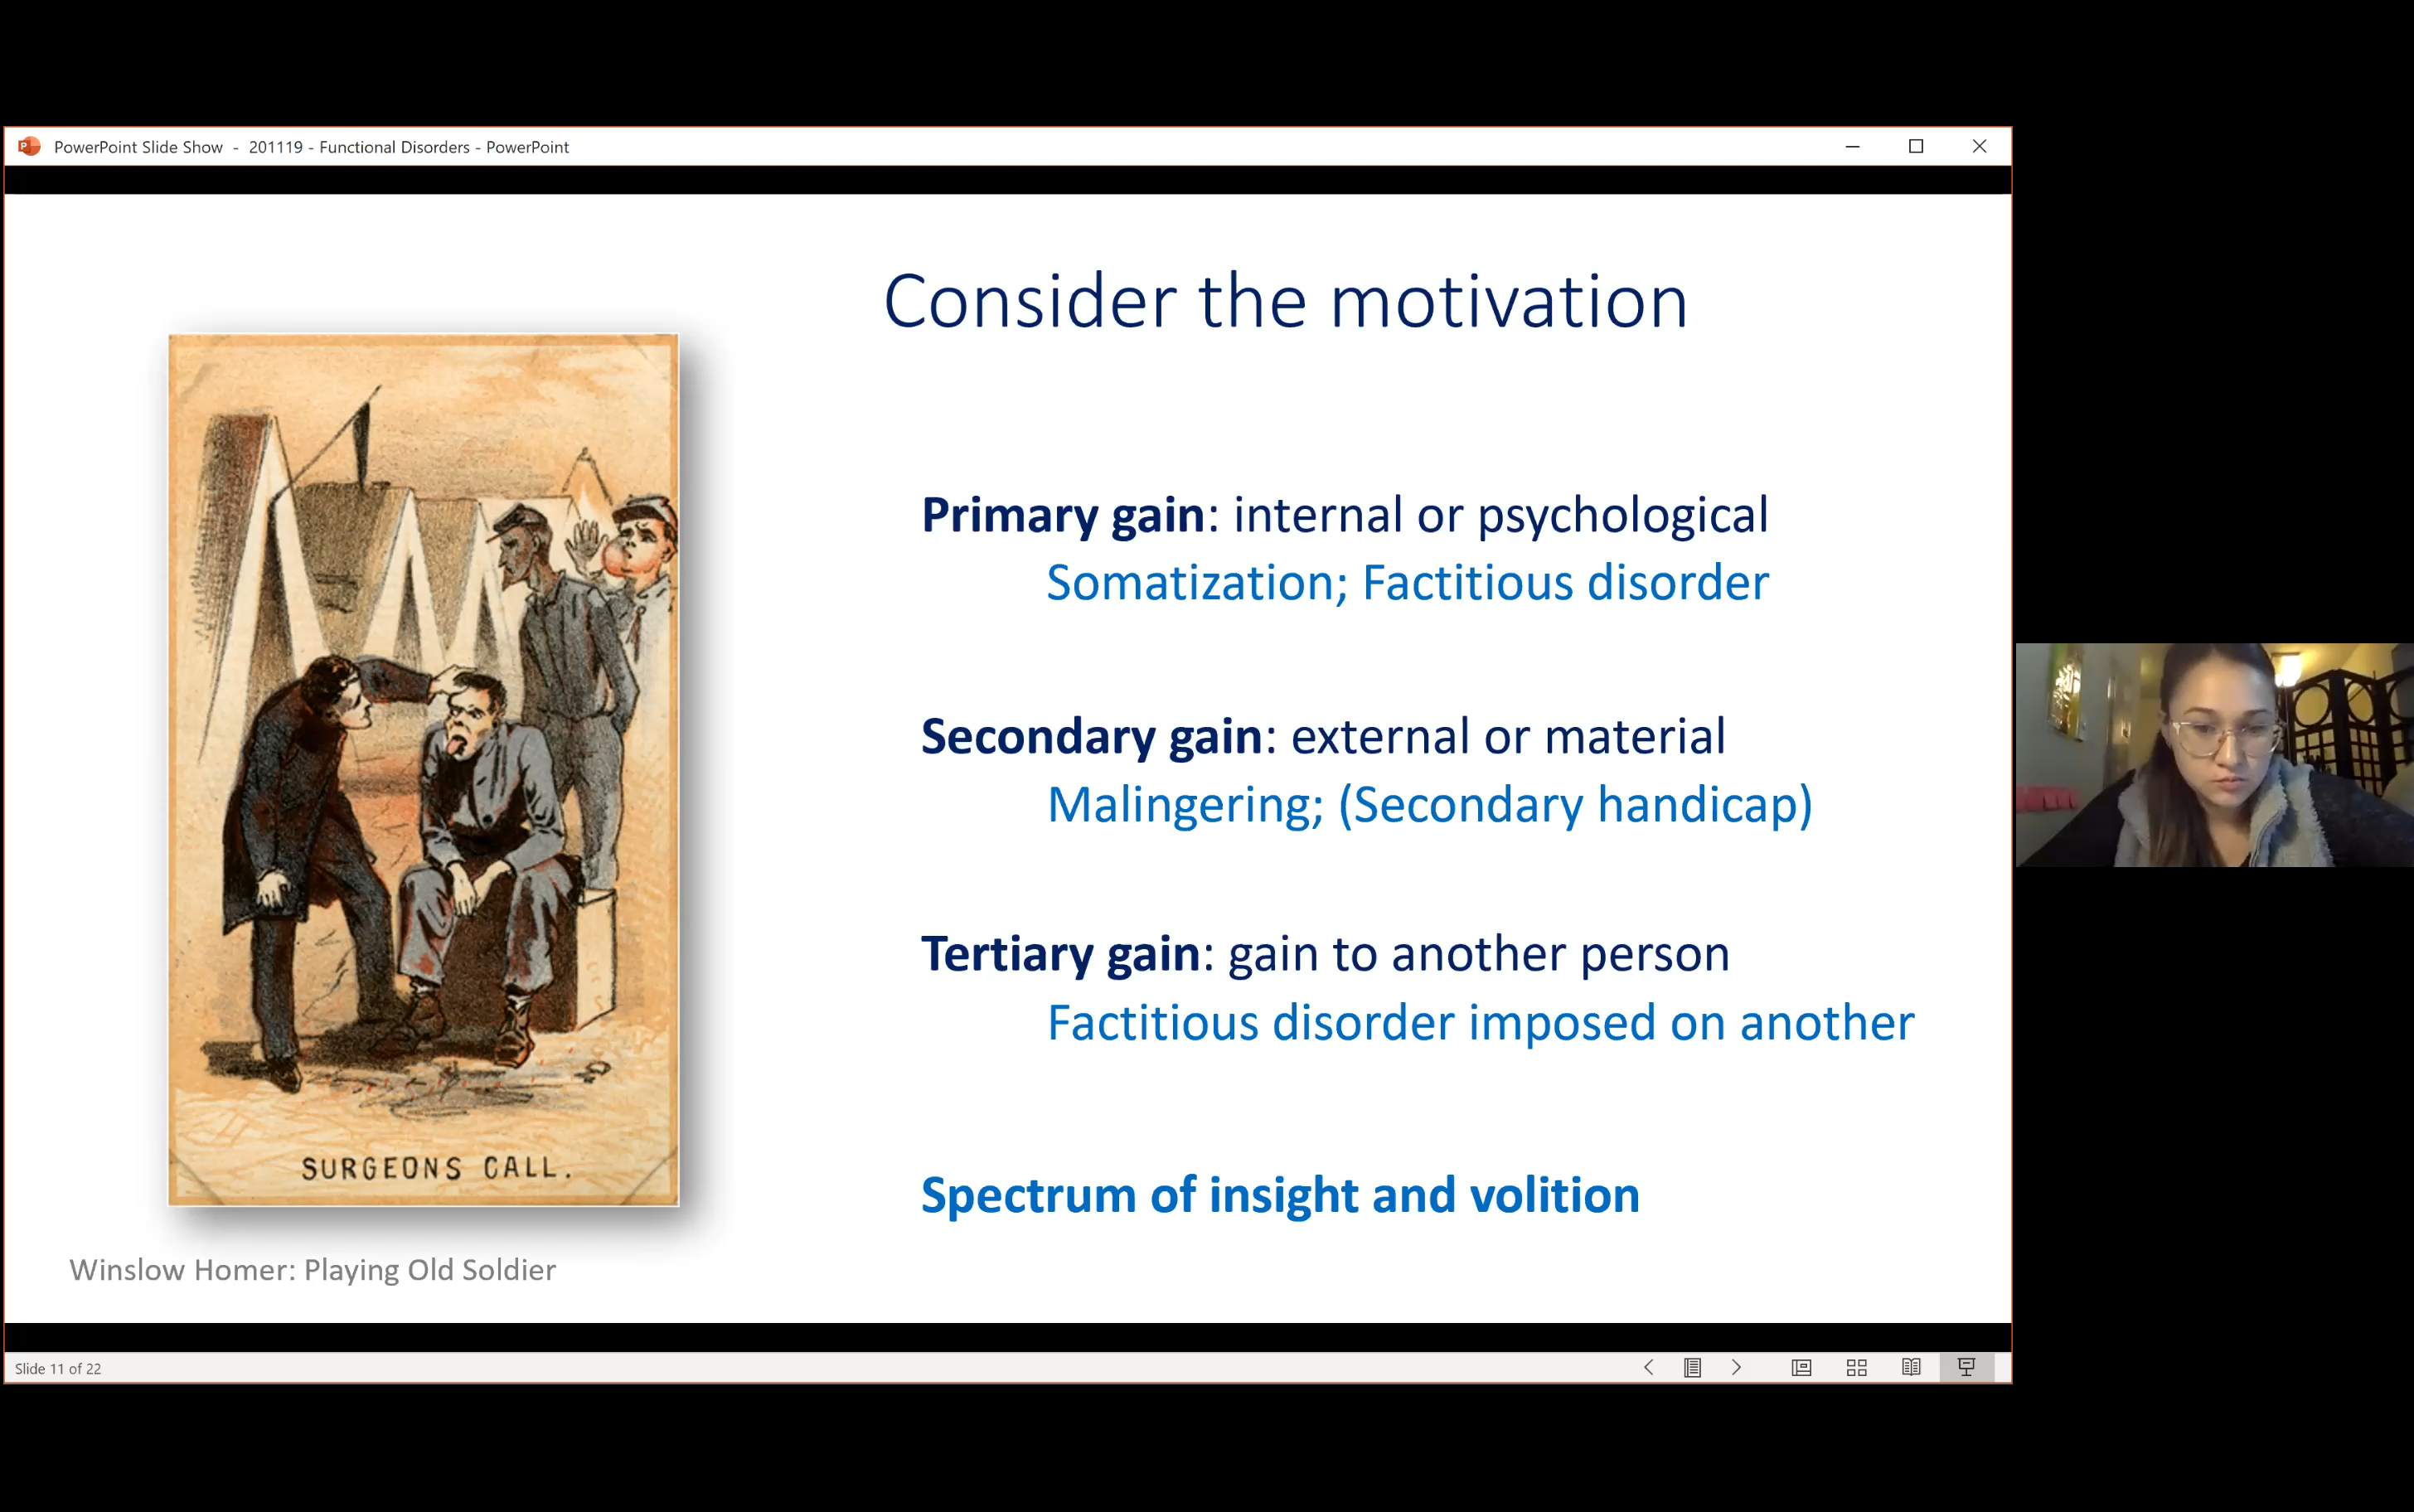 PowerPoint Slide Show - 201119 - Functional Disorders - PowerPoint
Consider the motivation
Primary gain: internal or psychological
Somatization; Factitious disorder
Secondary gain: external or material
Malingering; (Secondary handicap)
Tertiary gain: gain to another person
Factitious disorder imposed on another
Spectrum of insight and volition
SURGEONS CALL.
Winslow Homer: Playing Old Soldier
Slide 11 of 22